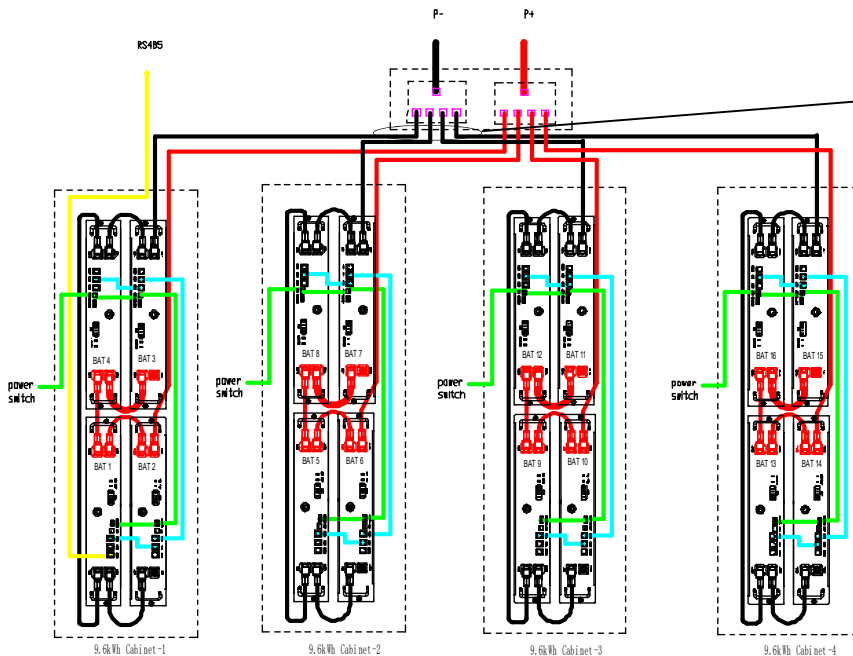 P-
P+
RS485
BAT 4
BAT 3
BAT 8
BAT 7
BAT 12
BAT 11
BAT 16
BAT 15
power
switch
power
switch
power
switch
power
switch
BAT 1
BAT 2
BAT 5
BAT 6
BAT 9
BAT 10
BAT 13
BAT 14
9.6kWh Cabinet-1
9.6kWh Cabinet-2
9.6kWh Cabinet-3
9.6kWh Cabinet-4